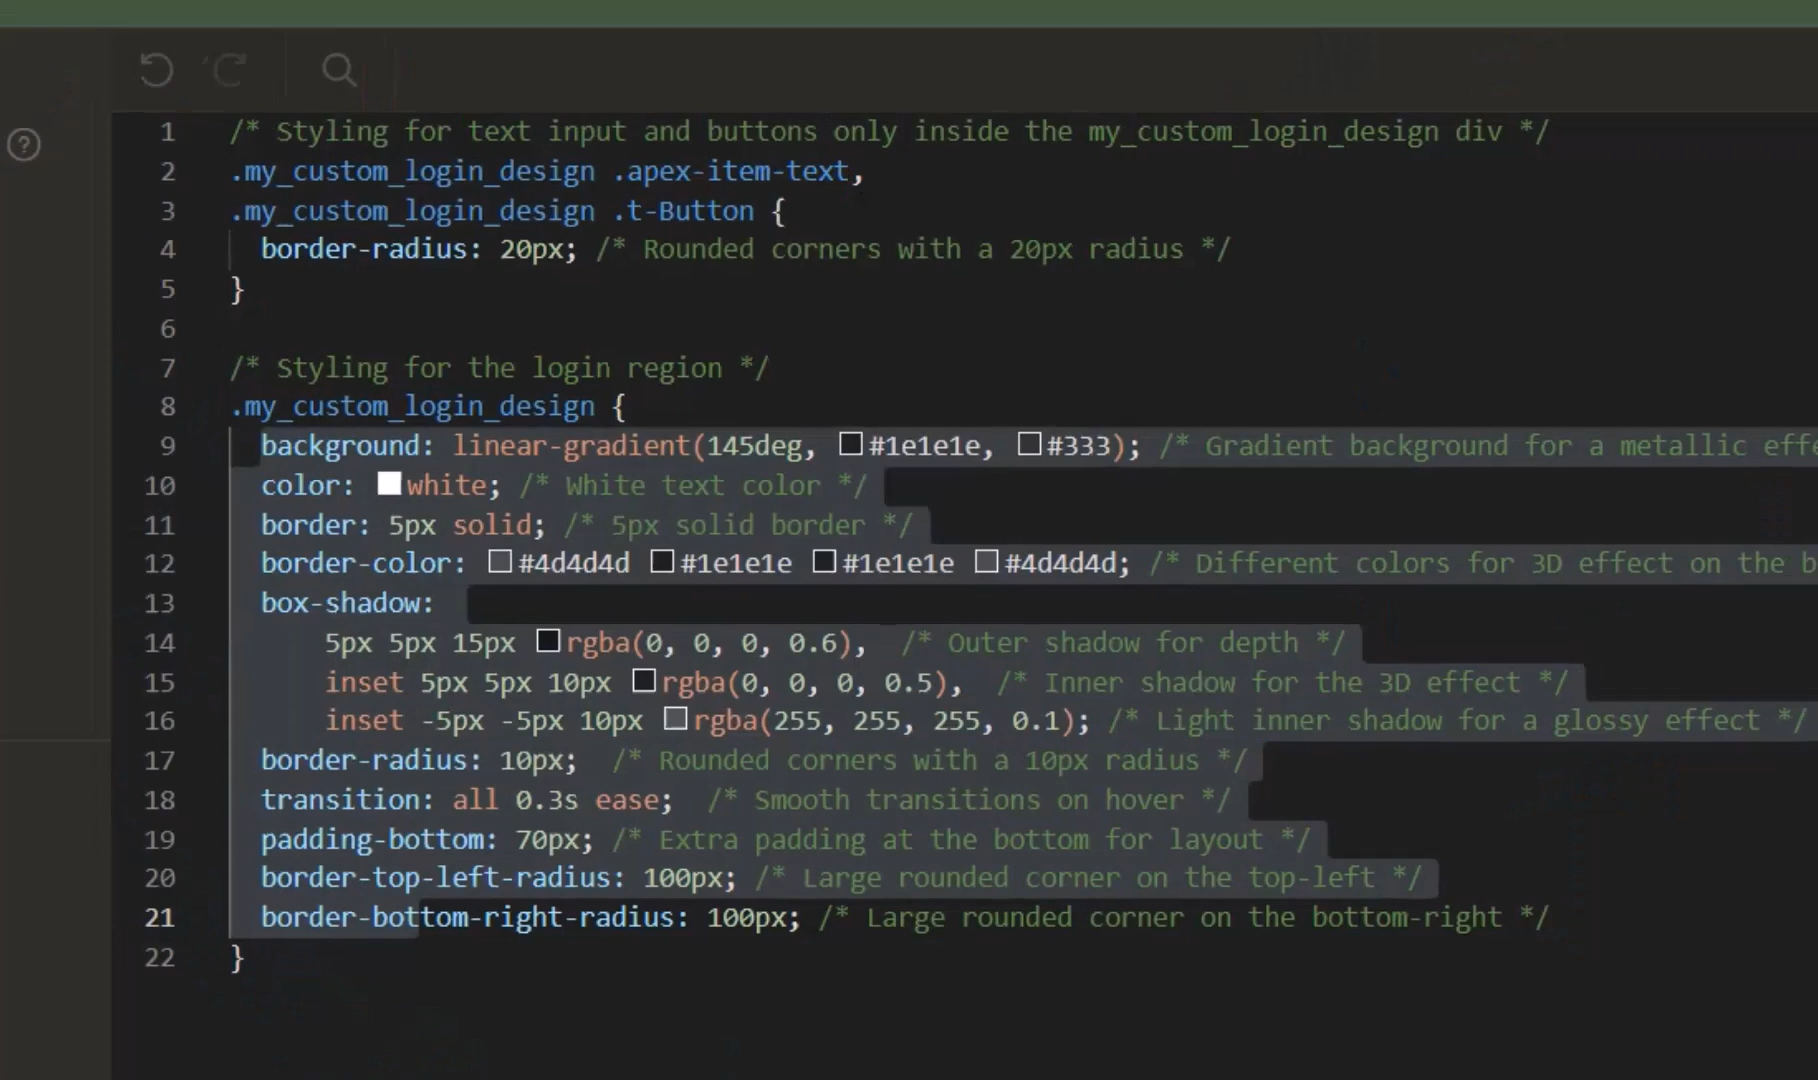 1 /* Styling for text input and buttons only inside the my_custom_login_design div */
2 .my_custom_login_design .apex-item-text,
3 .my_custom_login_design .t-Button {
4 border-radius: 20px; /* Rounded corners with a 20px radius */
5 }
6
7 /* Styling for the login region */
8 .my_custom_login_design {
9 background: linear-gradient(145deg, #1e1e1e, #333); /* Gradient background for a metallic
10 color: white; /* White text color */
11 border: 5px solid; /* 5px solid border */
12 border-color: #4d4d4d #1e1e1e #1e1e1e #4d4d4d; /* Different colors for 3D effect on the
13 box-shadow:
14 5px 5px 15px rgba(0, 0, 0, 0.6), /* Outer shadow for depth */
15 inset 5px 5px 10px rgba(0, 0, 0, 0.5), /* Inner shadow for the 3D effect */
16 inset -5px -5px 10px rgba(255, 255, 255, 0.1); /* Light inner shadow for a glossy effect */
17 border-radius: 10px; /* Rounded corners with a 10px radius */
18 transition: all 0.3s ease; /* Smooth transitions on hover */
19 padding-bottom: 70px; /* Extra padding at the bottom for layout */
20 border-top-left-radius: 100px; /* Large rounded corner on the top-left */
21 border-bottom-right-radius: 100px; /* Large rounded corner on the bottom-right */
22 }